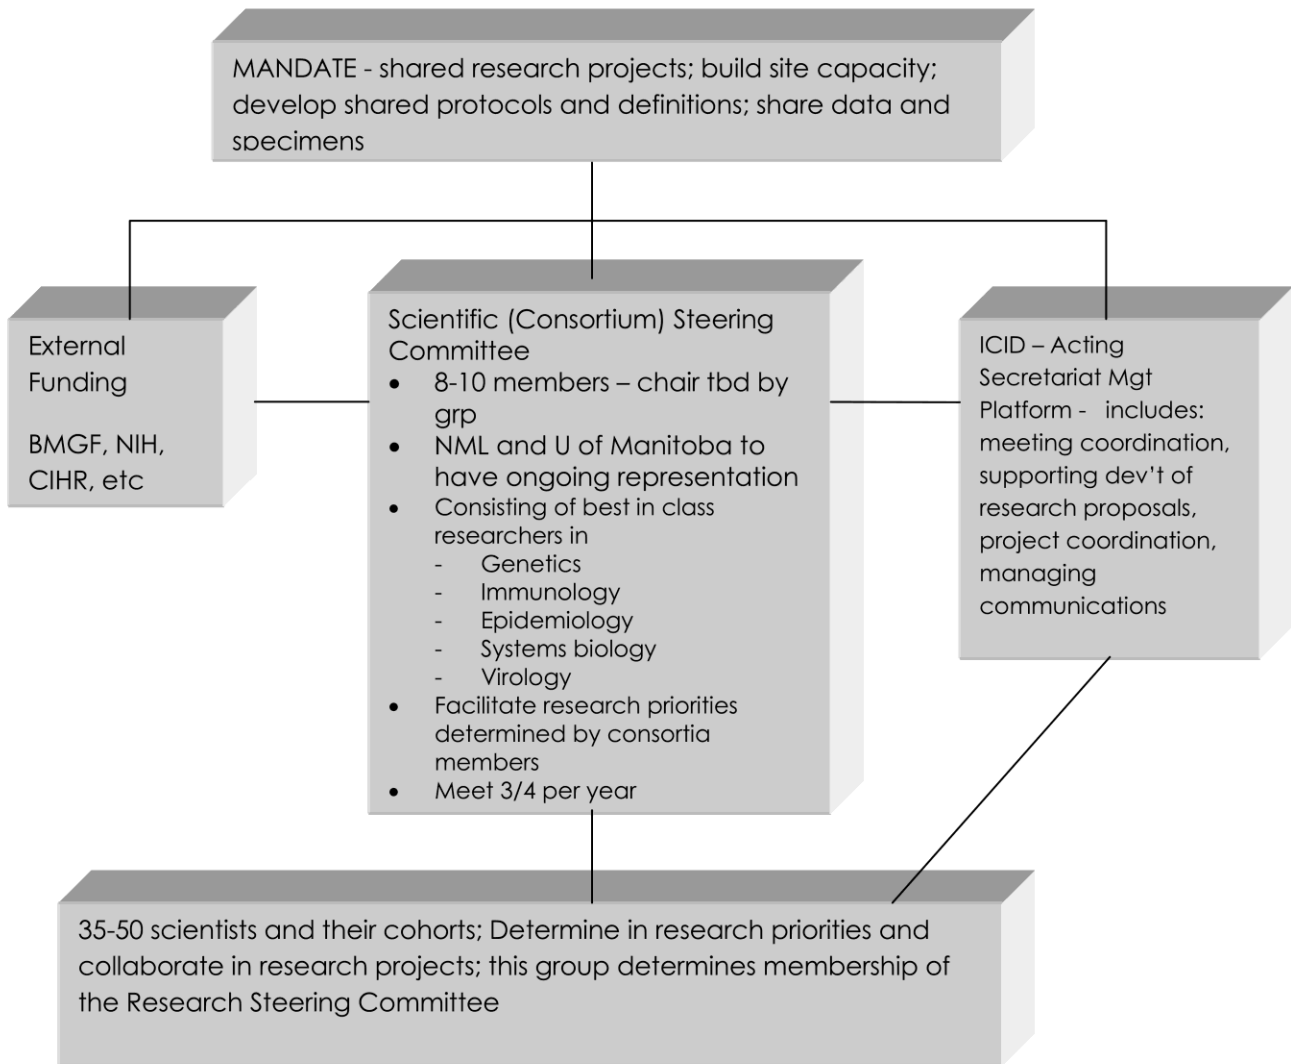 MANDATE - shared research projects; build site capacity;
develop shared protocols and definitions; share data and
specimens
External
Funding
BMGF, NIH,
CIHR, etc
Scientific (Consortium) Steering
Committee
• 8-10 members – chair tbd by
grp
• NML and U of Manitoba to
have ongoing representation
• Consisting of best in class
researchers in
- Genetics
- Immunology
- Epidemiology
- Systems biology
- Virology
• Facilitate research priorities
determined by consortia
members
• Meet 3/4 per year
ICID – Acting
Secretariat Mgt
Platform - includes:
meeting coordination,
supporting dev't of
research proposals,
project coordination,
managing
communications
35-50 scientists and their cohorts; Determine in research priorities and
collaborate in research projects; this group determines membership of
the Research Steering Committee